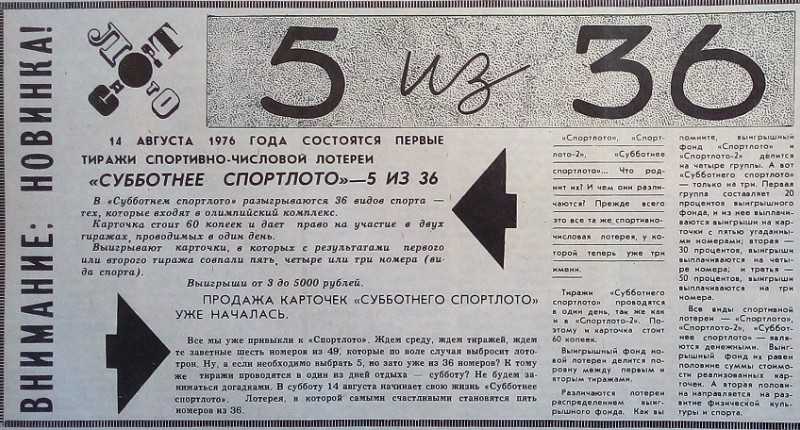 ВНИМАНИЕ: НОВИНКА!
СПОРТЛОТО
5 из 36
14 АВГУСТА 1976 ГОДА СОСТОЯТСЯ ПЕРВЫЕ
ТИРАЖИ СПОРТИВНО-ЧИСЛОВОЙ ЛОТЕРЕИ
«СУББОТНЕЕ СПОРТЛОТО»—5 ИЗ 36
В «Субботнем спортлото» разыгрываются 36 видов спорта —
тех, которые входят в олимпийский комплекс.
Карточка стоит 60 копеек и дает право на участие в двух
тиражах, проводимых в один день.
Выигрывают карточки, в которых с результатами первого
или второго тиража совпали пять, четыре или три номера (ви-
да спорта).
Выигрыши от 3 до 5000 рублей.
ПРОДАЖА КАРТОЧЕК «СУББОТНЕГО СПОРТЛОТО»
УЖЕ НАЧАЛАСЬ.
Все мы уже привыкли к «Спортлото». Ждем среду, ждем тиражей, ждем
те заветные шесть номеров из 49, которые по воле случая выбросит лото-
трон. Ну, а если необходимо выбрать 5, но зато уже из 36 номеров? К тому
же тиражи проводятся в один из дней отдыха — субботу? Не будем за-
ниматься догадками. В субботу 14 августа начинает свою жизнь «Субботнее
спортлото». Лотерея, в которой самыми счастливыми становятся пять
номеров из 36.
«Спортлото», «Спорт-
лото-2», «Субботнее
спортлото»... Что род-
нит их? И чем они разли-
чаются? Прежде всего
это все та же спортивно-
числовая лотерея, у ко-
торой теперь уже три
имени.
Тиражи «Субботнего
спортлото» проводятся
в один день, так же как
и в «Спортлото-2». Поэ-
тому и карточка стоит
60 копеек.
Выигрышный фонд но-
вой лотереи делится по-
ровну между первым и
вторым тиражами.
Различаются лотереи
распределением выиг-
рышного фонда. Как вы
помните, выигрышный
фонд «Спортлото» и
«Спортлото-2» делится
на четыре группы. А вот
«Субботнего спортлото»
— только на три. Первая
группа составляет 20
процентов выигрышного
фонда, и из нее выплачи-
ваются выигрыши на кар-
точки с пятью угаданны-
ми номерами; вторая —
30 процентов, выигрыши
выплачиваются на четы-
ре номера; и третья —
50 процентов, выигрыши
выплачиваются на три
номера.
Все виды спортивной
лотереи — «Спортлото»,
«Спортлото-2», «Суббот-
нее спортлото» — явля-
ются денежными. Выиг-
рышный фонд их равен
половине суммы стоимо-
сти реализованных кар-
точек. А вторая полови-
на направляется на раз-
витие физической куль-
туры и спорта.